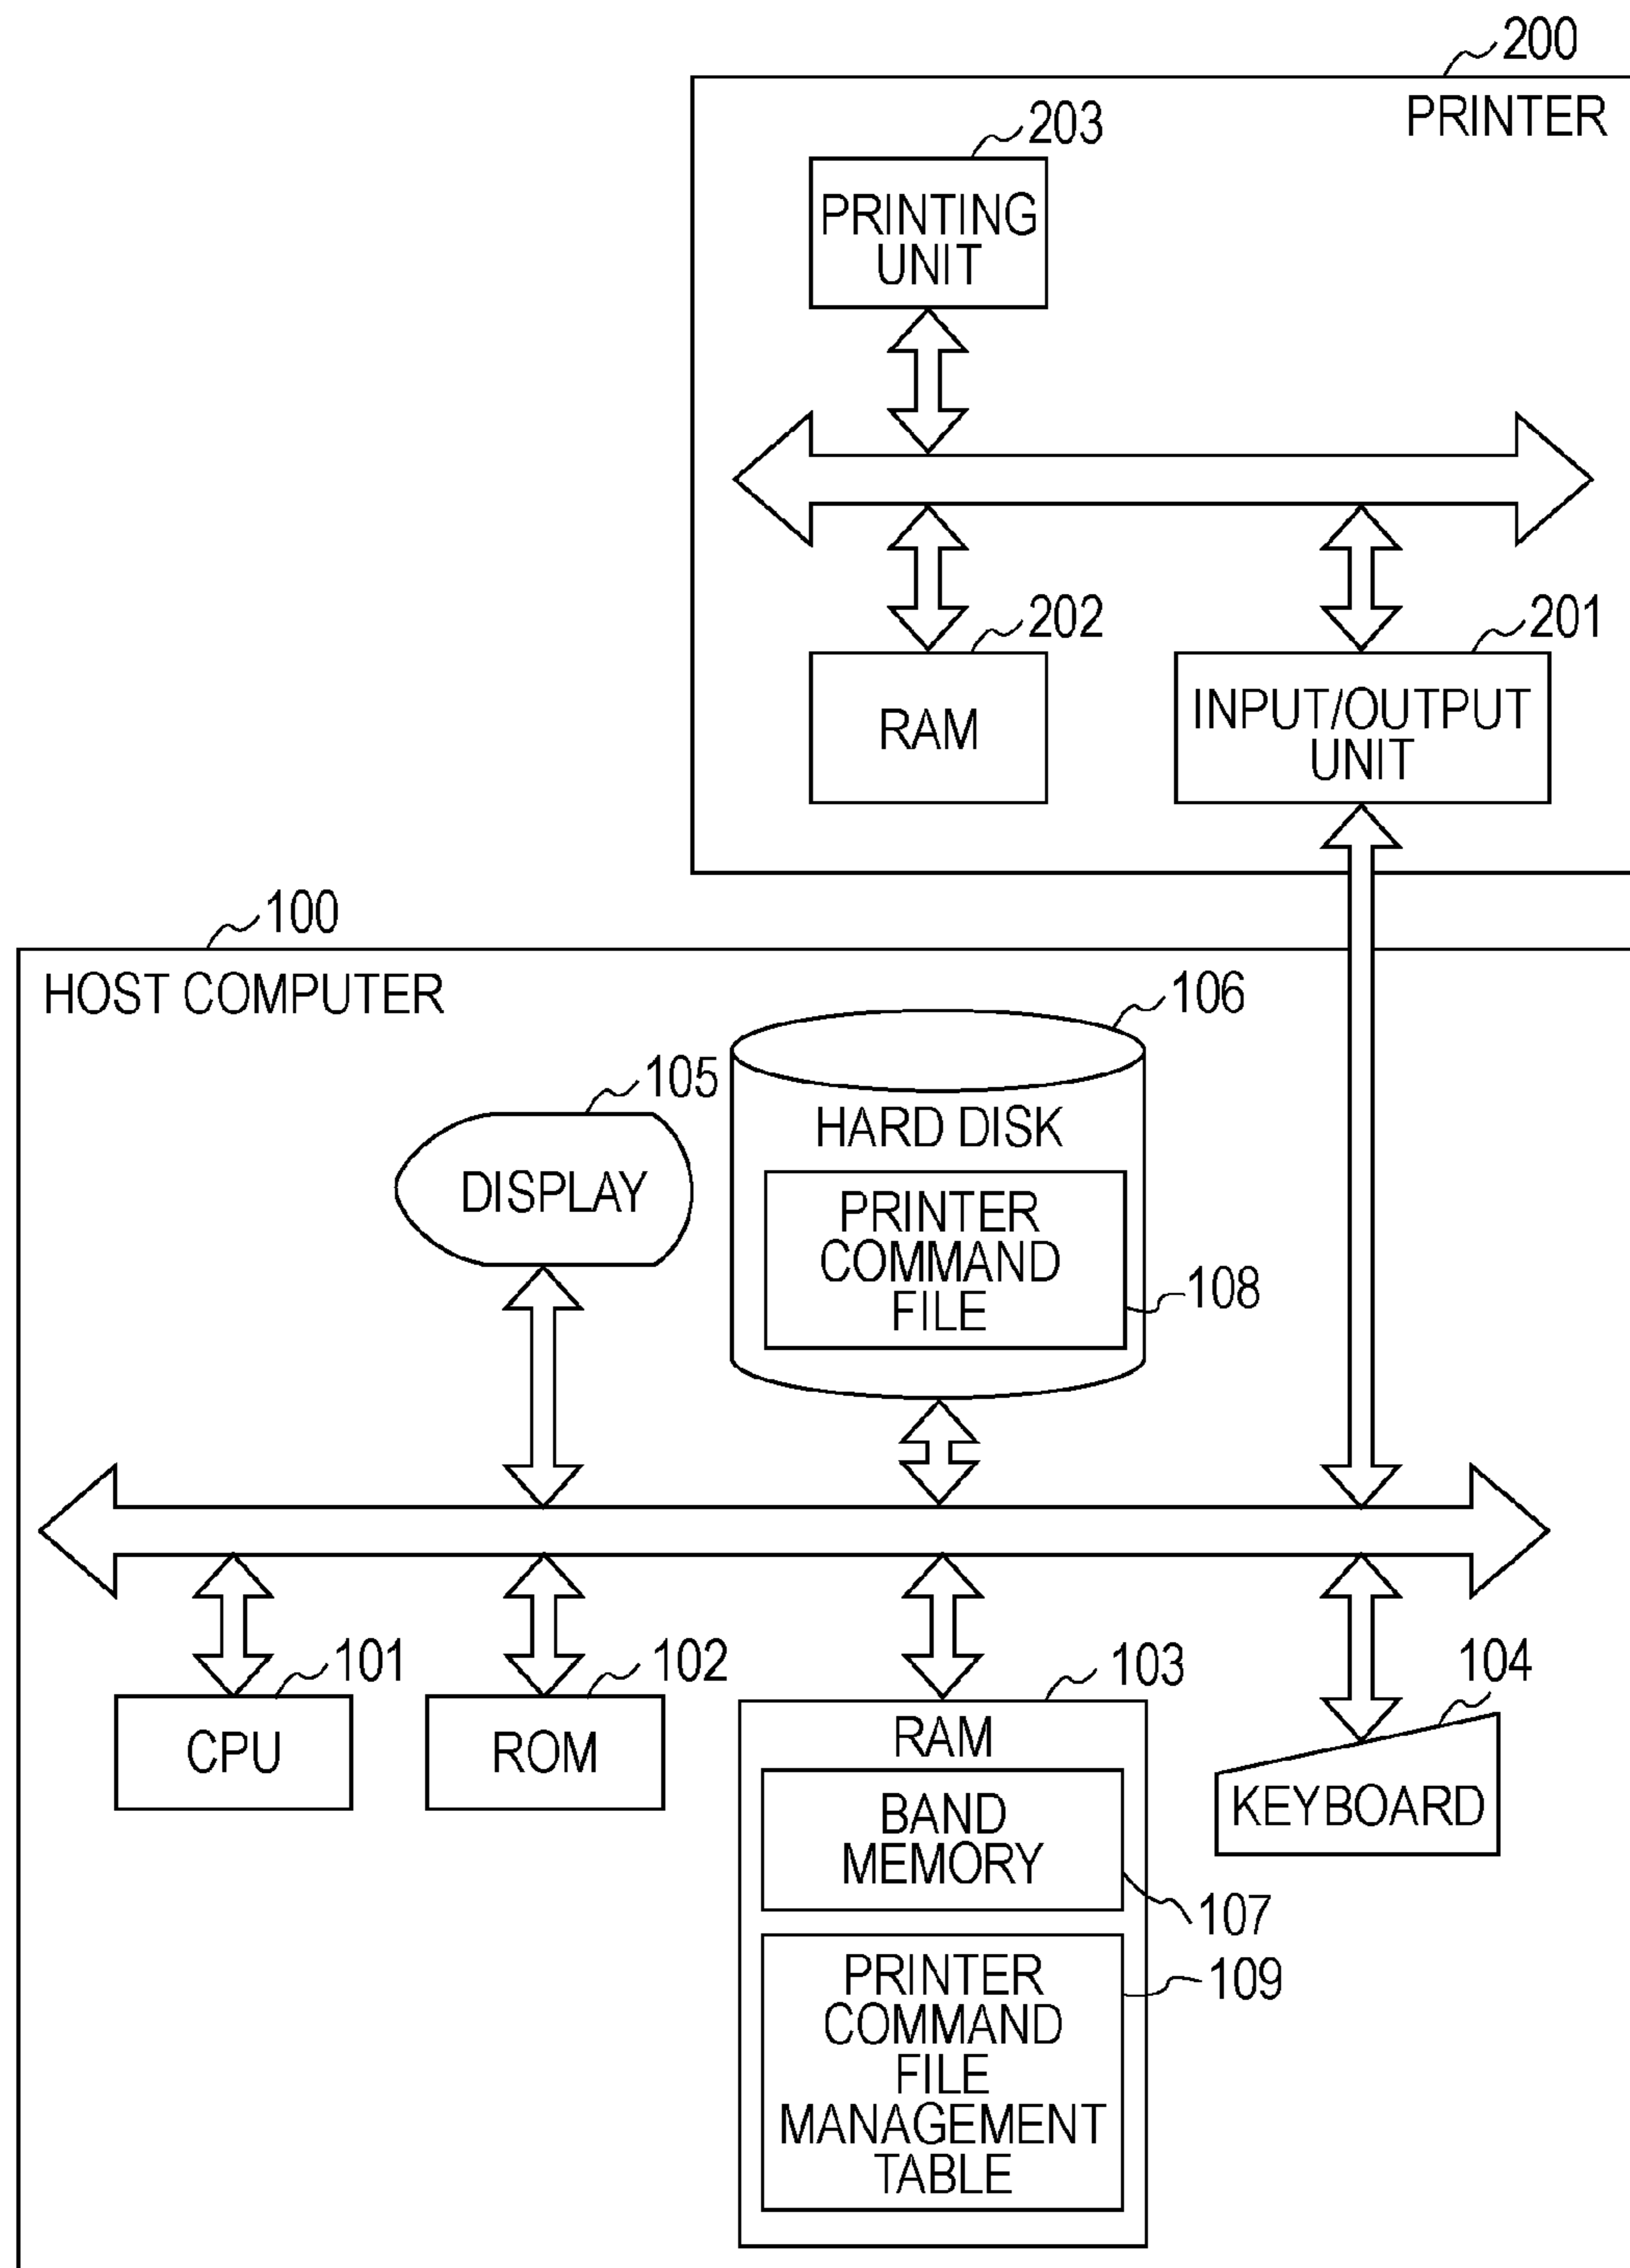 200
PRINTER
203
PRINTING
UNIT
202
RAM
201
INPUT/OUTPUT
UNIT
100
HOST COMPUTER
106
HARD DISK
PRINTER
COMMAND
FILE
108
105
DISPLAY
101
CPU
102
ROM
103
RAM
BAND
MEMORY
107
PRINTER
COMMAND
FILE
MANAGEMENT
TABLE
109
104
KEYBOARD